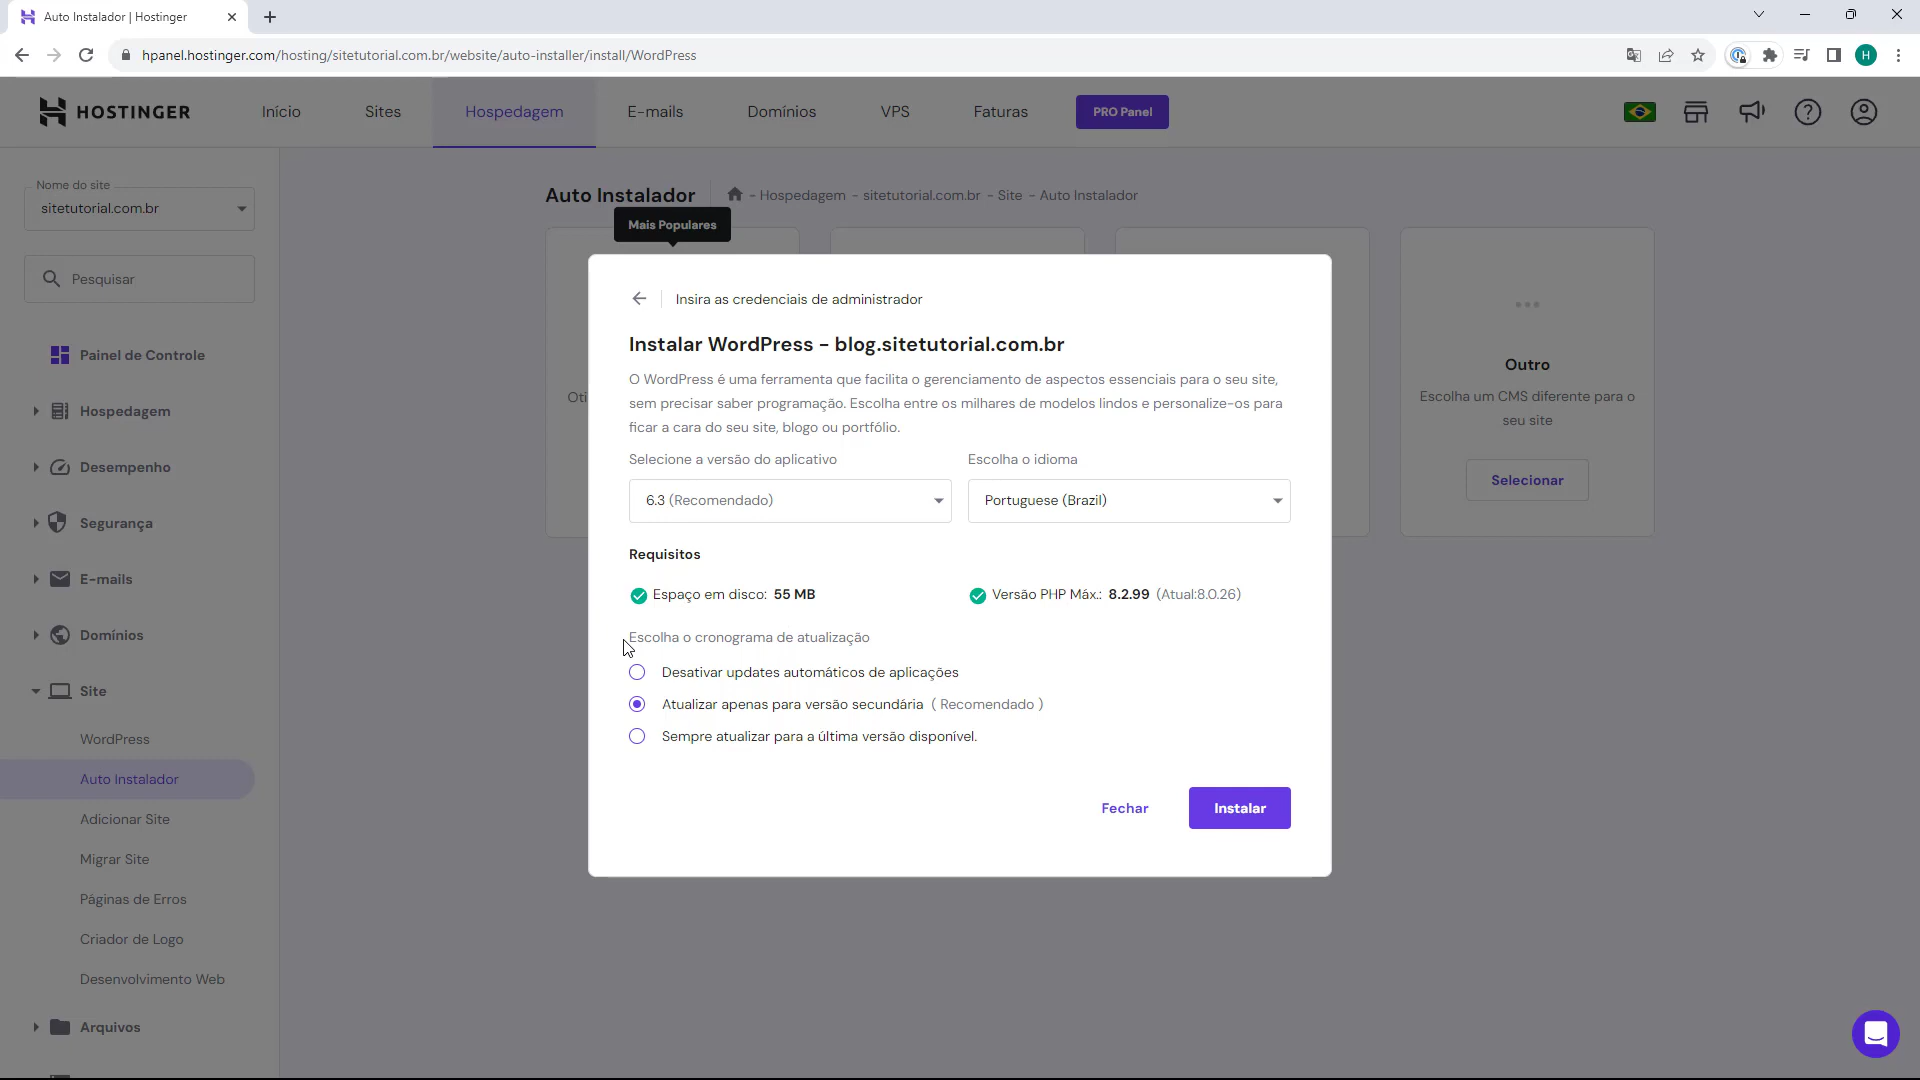 Auto Instalador | Hostinger
hpanel.hostinger.com/hosting/sitetutorial.com.br/website/auto-installer/install/WordPress
H
HOSTINGER
Início
Sites
Hospedagem
E-mails
Domínios
VPS
Faturas
PRO Panel
Nome do site
sitetutorial.com.br
Pesquisar
Painel de Controle
Hospedagem
Desempenho
Segurança
E-mails
Domínios
Site
WordPress
Auto Instalador
Adicionar Site
Migrar Site
Páginas de Erros
Criador de Logo
Desenvolvimento Web
Arquivos
Auto Instalador
- Hospedagem - sitetutorial.com.br - Site - Auto Instalador
Mais Populares
Oti
Insira as credenciais de administrador
Instalar WordPress - blog.sitetutorial.com.br
O WordPress é uma ferramenta que facilita o gerenciamento de aspectos essenciais para o seu site,
sem precisar saber programação. Escolha entre os milhares de modelos lindos e personalize-os para
ficar a cara do seu site, blogo ou portfólio.
Selecione a versão do aplicativo
Escolha o idioma
6.3 (Recomendado)
Portuguese (Brazil)
Requisitos
Espaço em disco: 55 MB
Versão PHP Máx.: 8.2.99 (Atual:8.0.26)
Escolha o cronograma de atualização
Desativar updates automáticos de aplicações
Atualizar apenas para versão secundária ( Recomendado )
Sempre atualizar para a última versão disponível.
Fechar
Instalar
Outro
Escolha um CMS diferente para o
seu site
Selecionar